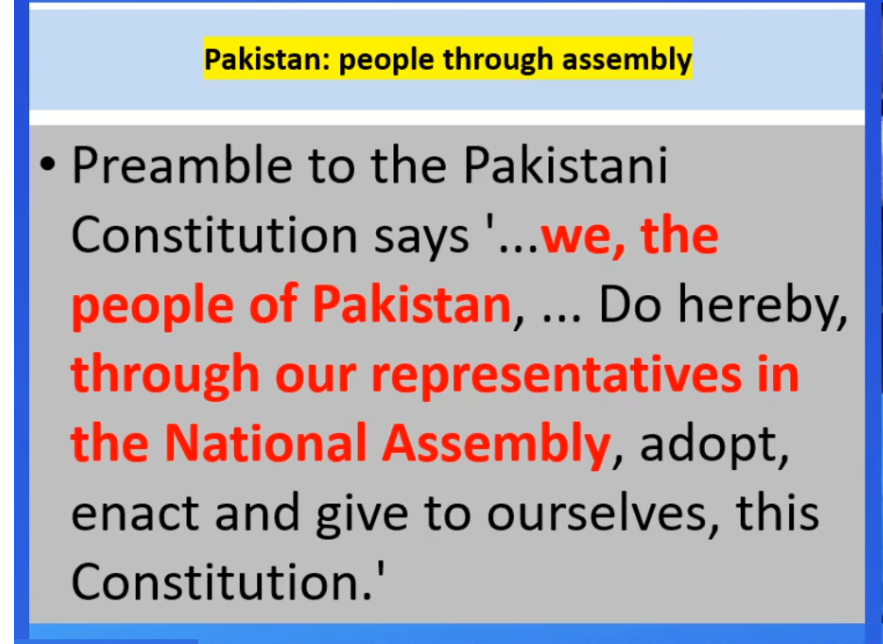 Pakistan: people through assembly
• Preamble to the Pakistani
Constitution says '...we, the
people of Pakistan, ... Do hereby,
through our representatives in
the National Assembly, adopt,
enact and give to ourselves, this
Constitution.'